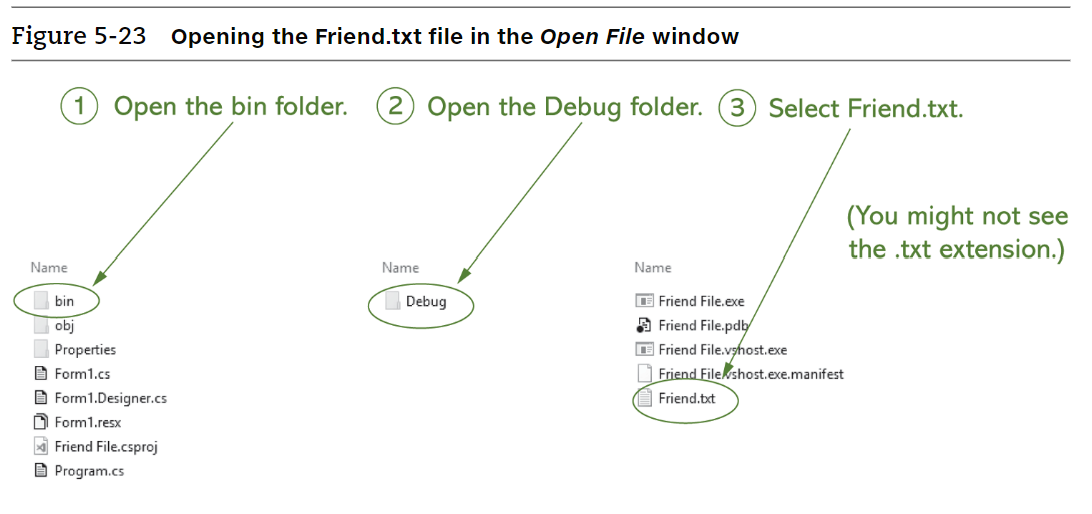 Figure 5-23 Opening the Friend.txt file in the Open File window
1 Open the bin folder.
2 Open the Debug folder.
3 Select Friend.txt.
(You might not see
the .txt extension.)
Name
bin
obj
Properties
Form1.cs
Form1.Designer.cs
Form1.resx
Friend File.csproj
Program.cs
Name
Debug
Name
Friend File.exe
Friend File.pdb
Friend File.vshost.exe
Friend File.vshost.exe.manifest
Friend.txt